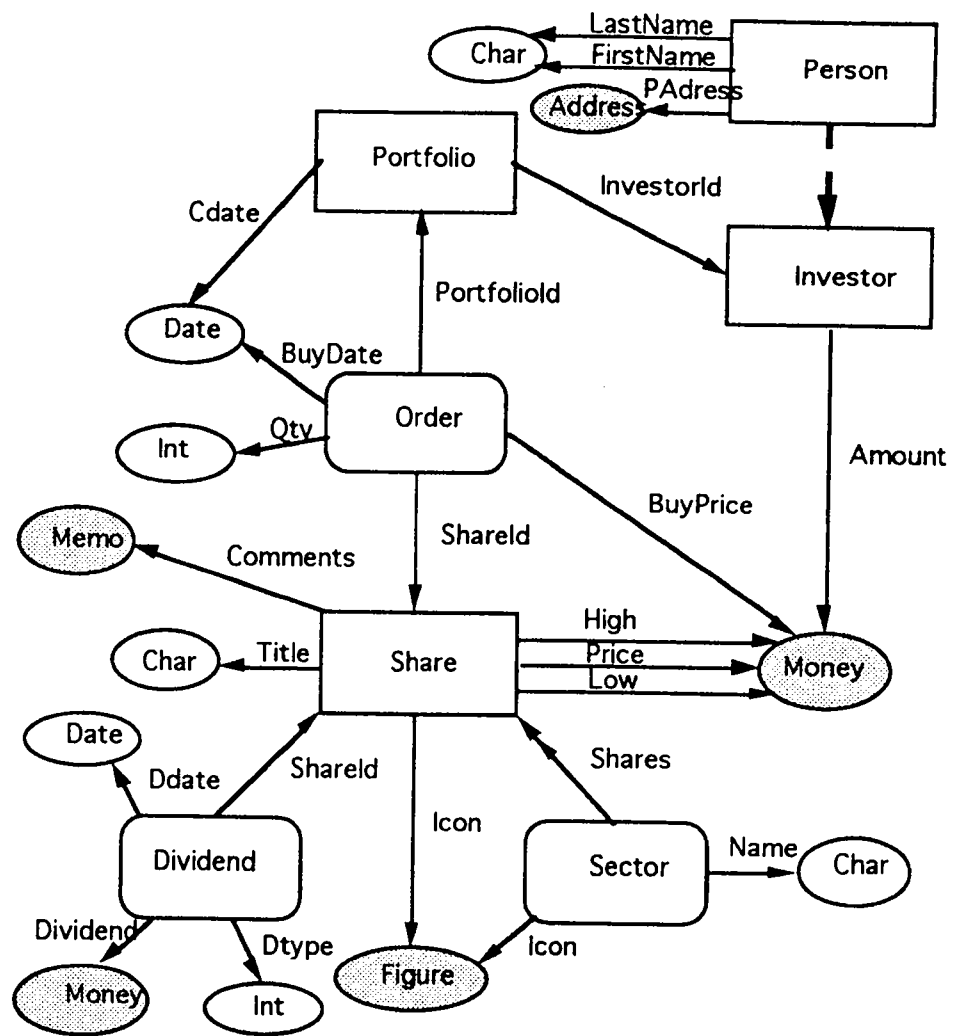 LastName
Char
FirstName
Person
PAdress
Address
Portfolio
InvestorId
Cdate
Investor
PortfolioId
Date
BuyDate
Order
Qty
Int
Amount
BuyPrice
Memo
ShareId
Comments
High
Char
Title
Share
Price
Money
Low
Date
Shares
ShareId
Ddate
Icon
Dividend
Sector
Name
Char
Dividend
Dtype
Icon
Figure
Money
Int